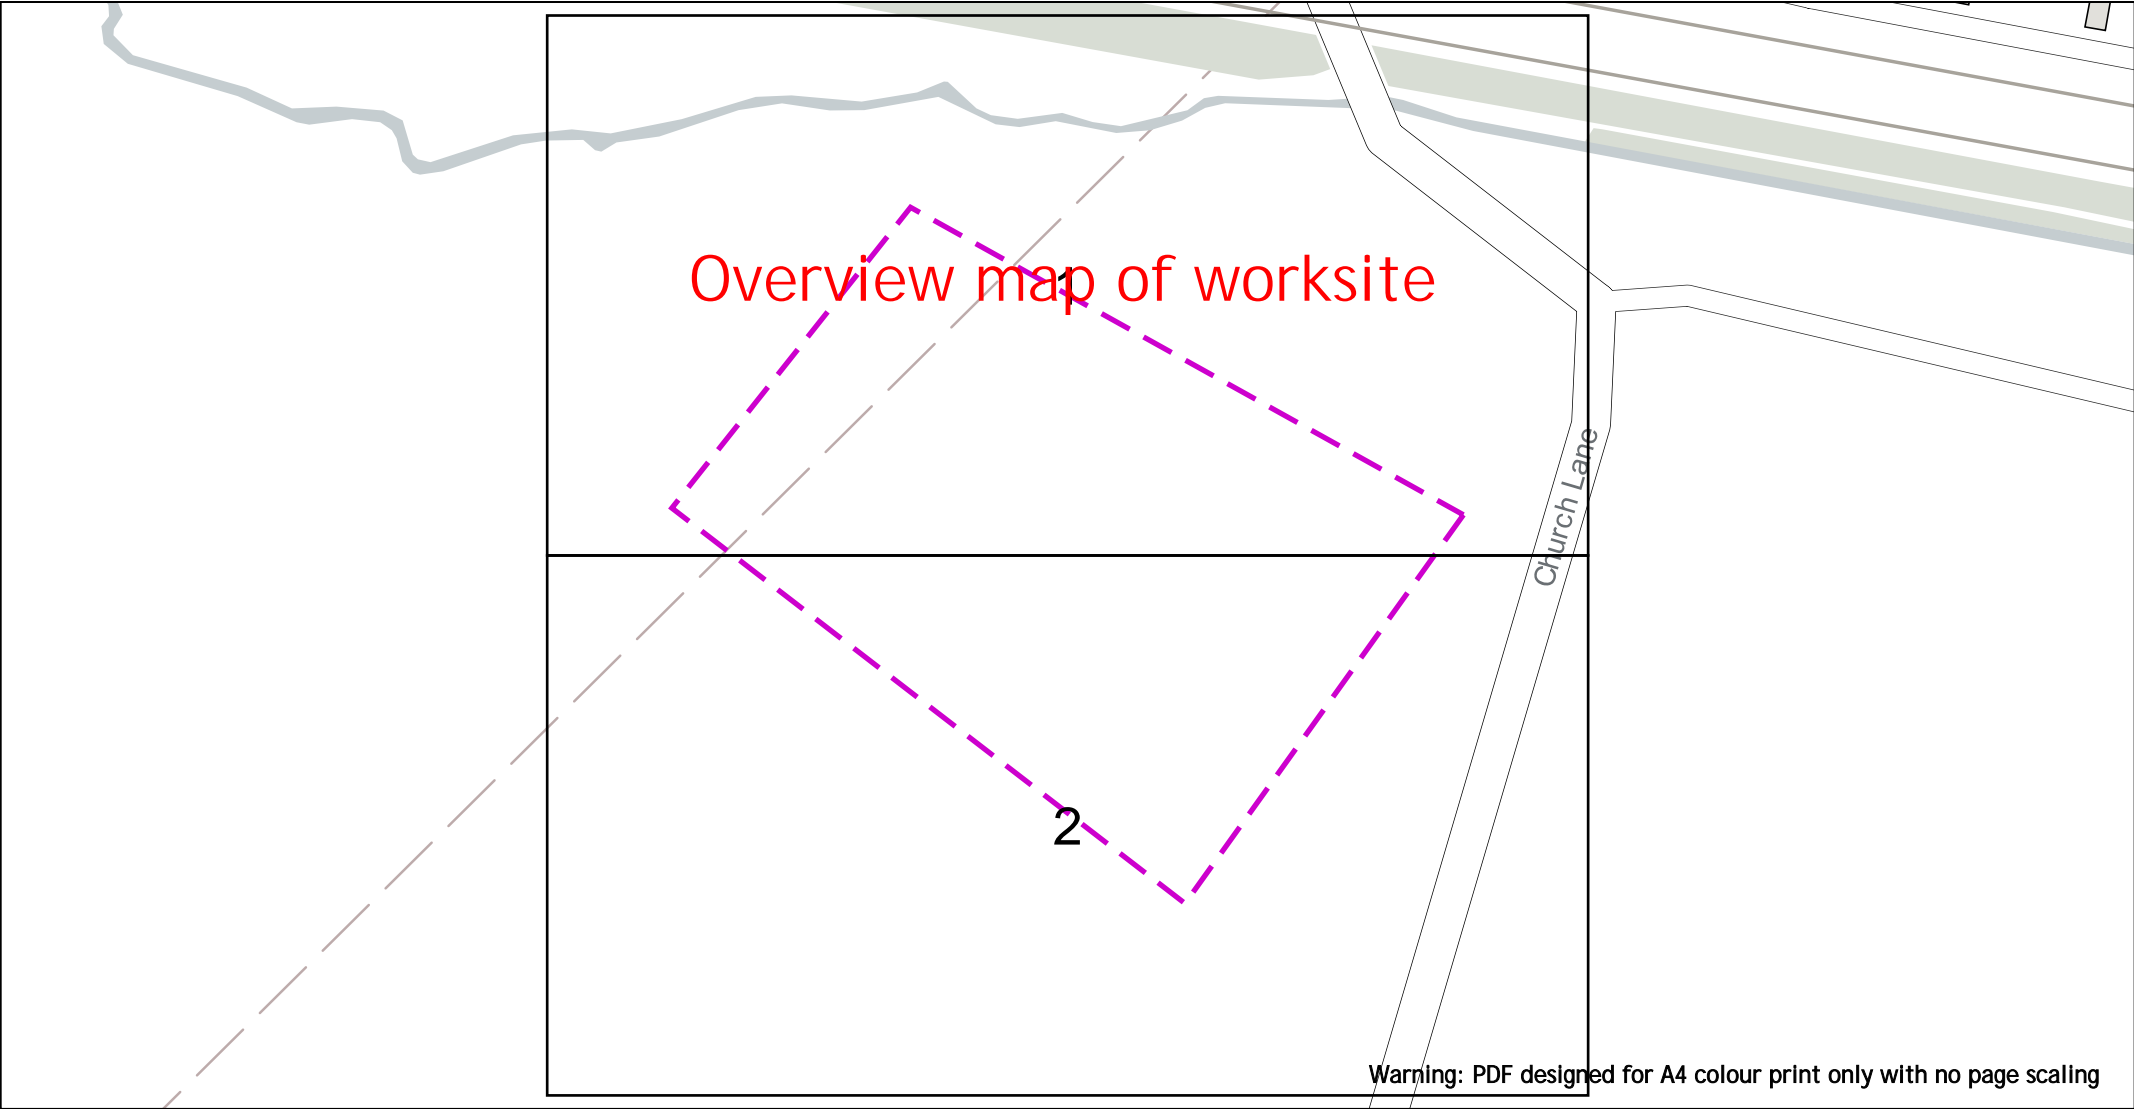 Overview map of worksite
1
Church Lane
2
Warning: PDF designed for A4 colour print only with no page scaling